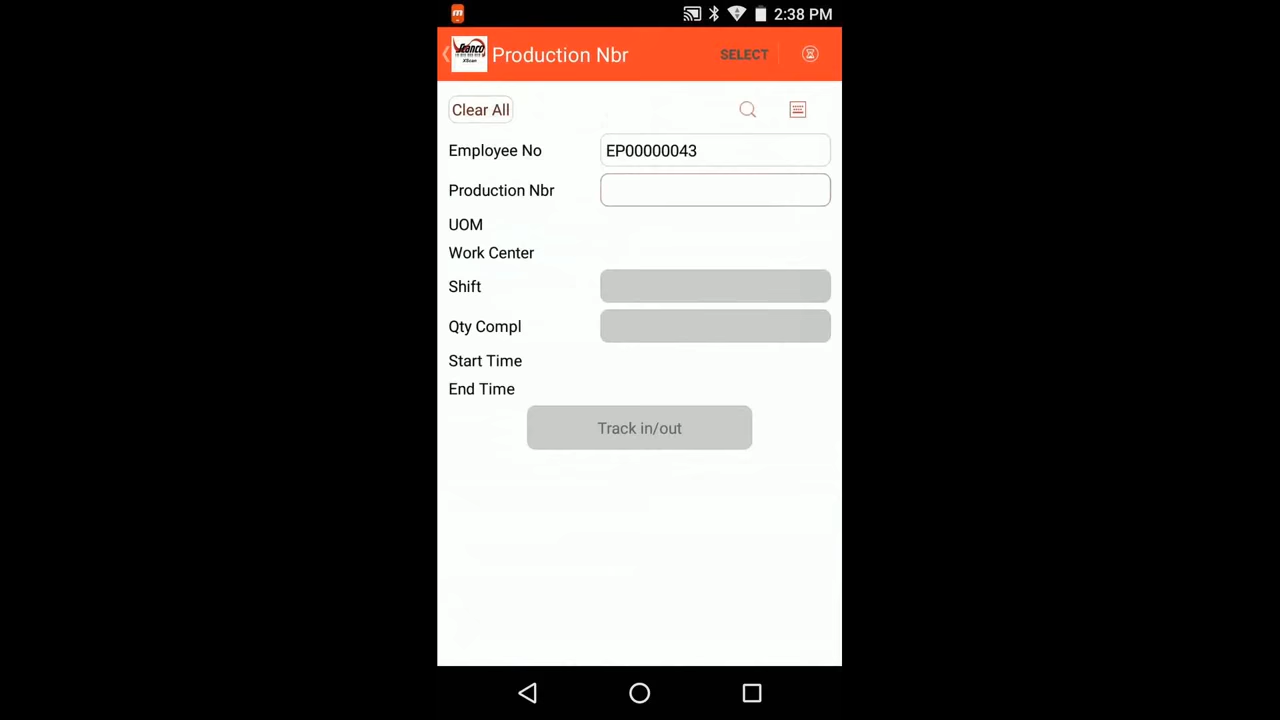 2:38 PM
Production Nbr
SELECT
Clear All
Employee No
EP00000043
Production Nbr
UOM
Work Center
Shift
Qty Compl
Start Time
End Time
Track in/out